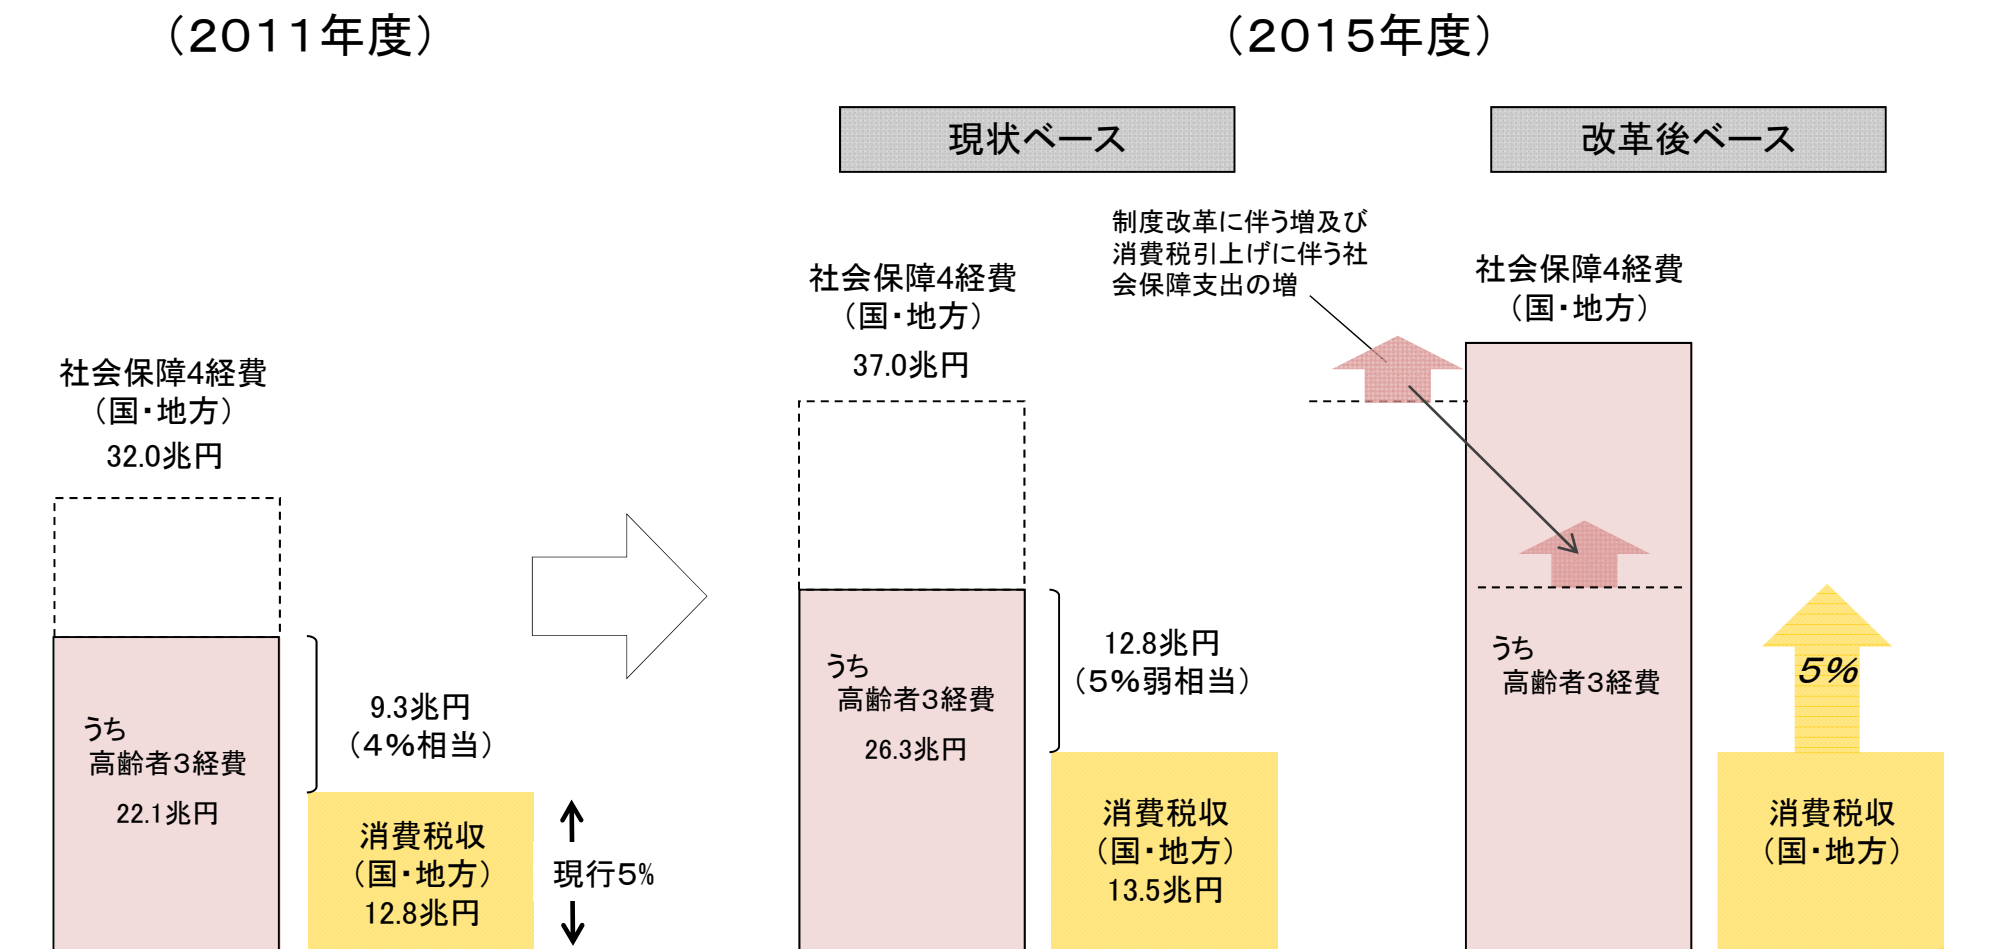 （２０１１年度）
（２０１５年度）
現状ベース
改革後ベース
制度改革に伴う増及び
消費税引上げに伴う社
会保障支出の増
社会保障4経費
（国・地方）
32.0兆円
うち
高齢者３経費
22.1兆円
9.3兆円
（４％相当）
消費税収
（国・地方）
12.8兆円
現行５%
社会保障4経費
（国・地方）
37.0兆円
うち
高齢者３経費
26.3兆円
12.8兆円
（５％弱相当）
消費税収
（国・地方）
13.5兆円
社会保障4経費
（国・地方）
うち
高齢者３経費
５％
消費税収
（国・地方）